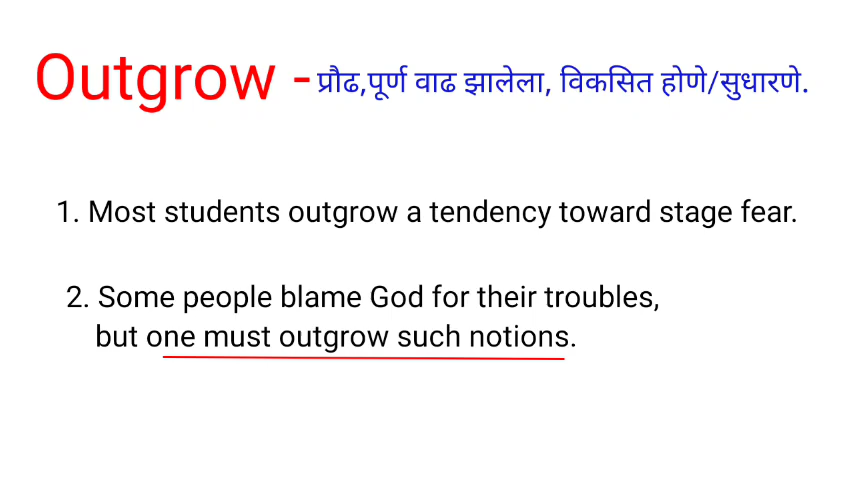 Outgrow - प्रौढ,पूर्ण वाढ झालेला, विकसित होणे/सुधारणे.
1. Most students outgrow a tendency toward stage fear.
2. Some people blame God for their troubles,
but one must outgrow such notions.